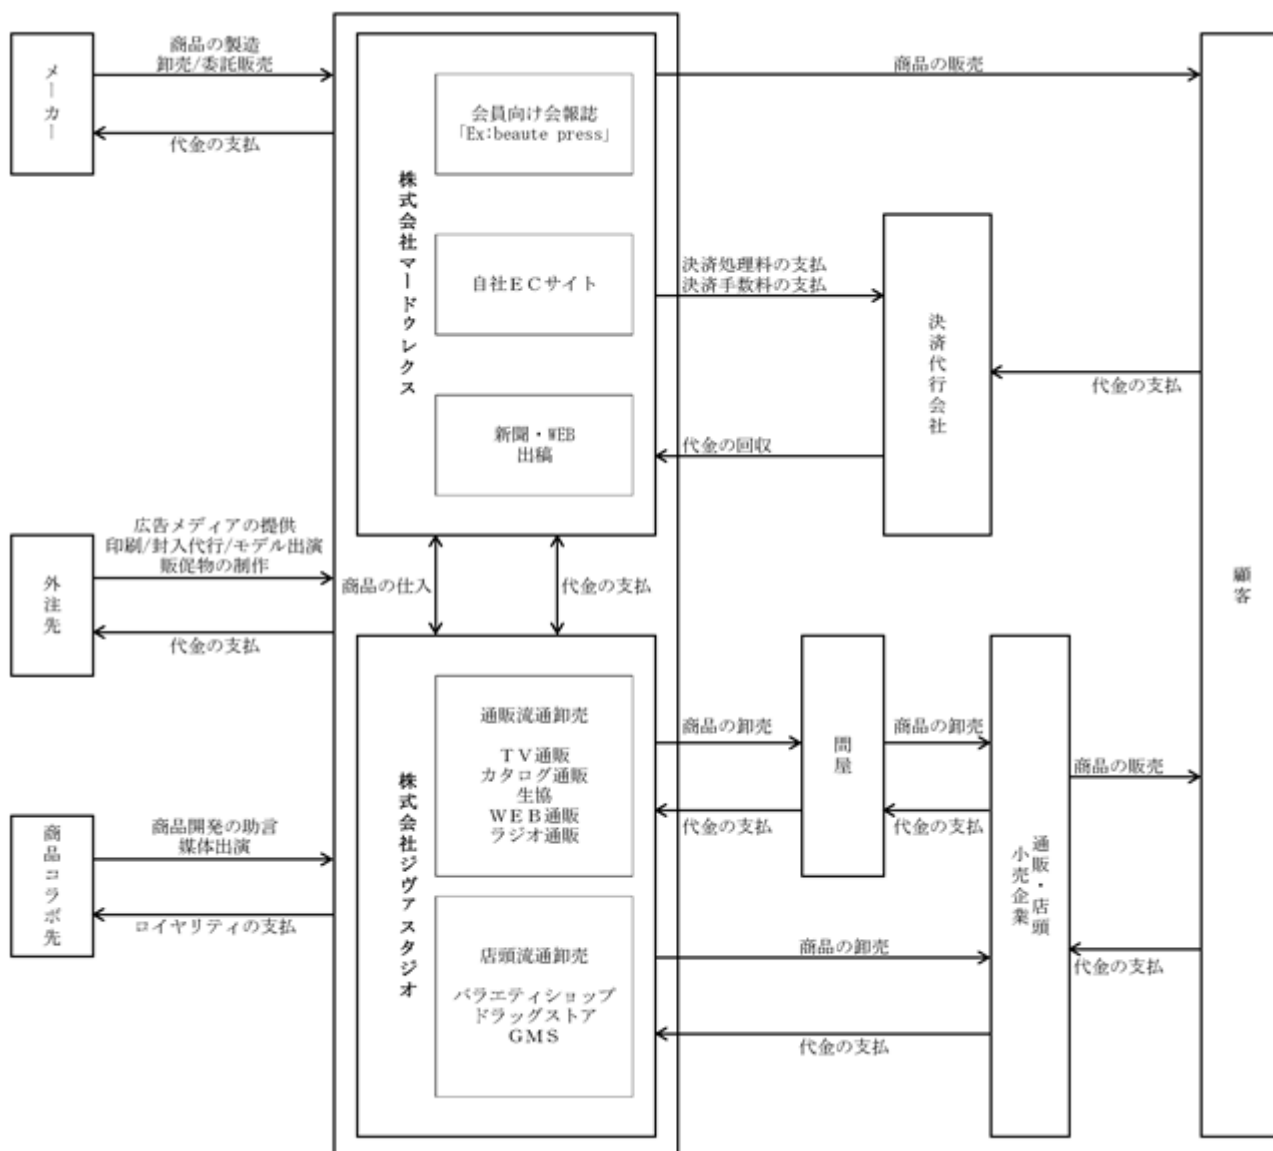 メーカー
商品の製造
卸売/委託販売
代金の支払
株式会社マードゥレクス
会員向け会報誌
「Ex:beaute press」
自社ECサイト
新聞・WEB
出稿
商品の販売
決済処理料の支払
決済手数料の支払
決済代行会社
代金の支払
代金の回収
顧客
外注先
広告メディアの提供
印刷/封入代行/モデル出演
販促物の制作
代金の支払
商品の仕入
代金の支払
株式会社ジヴァスタジオ
通販流通卸売
TV通販
カタログ通販
生協
WEB通販
ラジオ通販
商品の卸売
代金の支払
問屋
商品の卸売
代金の支払
通販・店頭
小売企業
商品の販売
代金の支払
商品コラボ先
商品開発の助言
媒体出演
ロイヤリティの支払
店頭流通卸売
バラエティショップ
ドラッグストア
GMS
商品の卸売
代金の支払